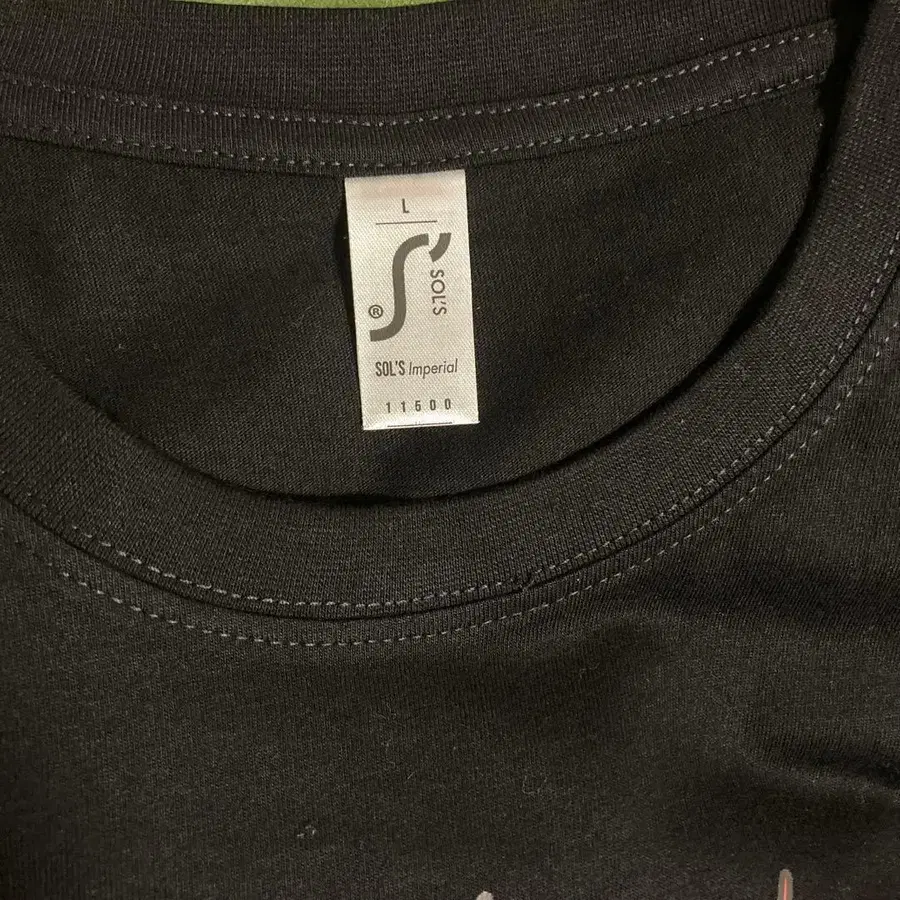 L
SOL'S
®
SOL'S Imperial
11500